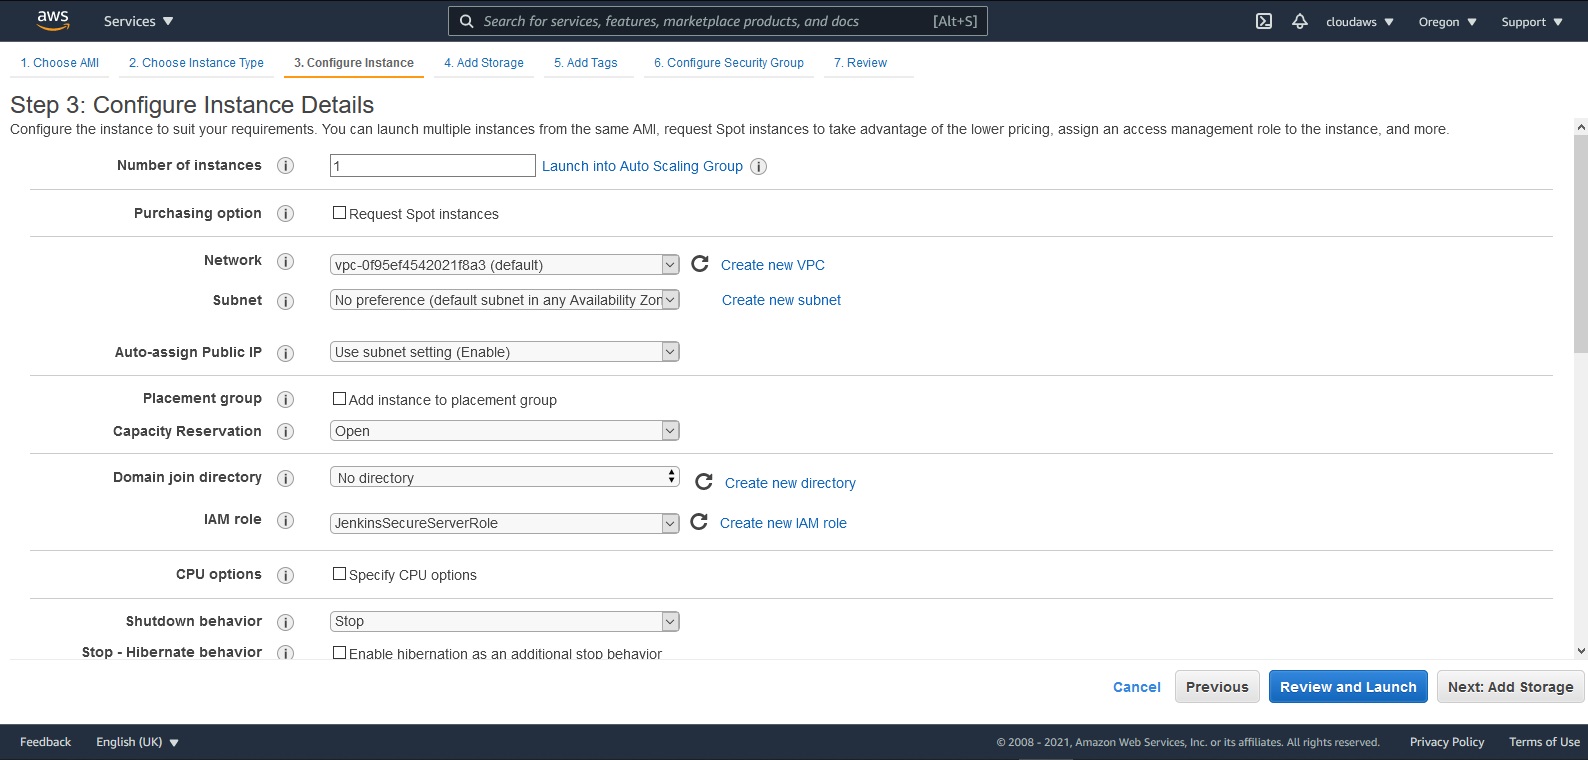 aws Services Search for services, features, marketplace products, and docs [Alt+S] cloudaws Oregon Support
1. Choose AMI 2. Choose Instance Type 3. Configure Instance 4. Add Storage 5. Add Tags 6. Configure Security Group 7. Review
Step 3: Configure Instance Details
Configure the instance to suit your requirements. You can launch multiple instances from the same AMI, request Spot instances to take advantage of the lower pricing, assign an access management role to the instance, and more.
Number of instances i 1 Launch into Auto Scaling Group i
Purchasing option i Request Spot instances
Network i vpc-0f95ef4542021f8a3 (default) Create new VPC
Subnet i No preference (default subnet in any Availability Zon Create new subnet
Auto-assign Public IP i Use subnet setting (Enable)
Placement group i Add instance to placement group
Capacity Reservation i Open
Domain join directory i No directory Create new directory
IAM role i JenkinsSecureServerRole Create new IAM role
CPU options i Specify CPU options
Shutdown behavior i Stop
Stop - Hibernate behavior i Enable hibernation as an additional stop behavior
Cancel Previous Review and Launch Next: Add Storage
Feedback English (UK) © 2008 - 2021, Amazon Web Services, Inc. or its affiliates. All rights reserved. Privacy Policy Terms of Use